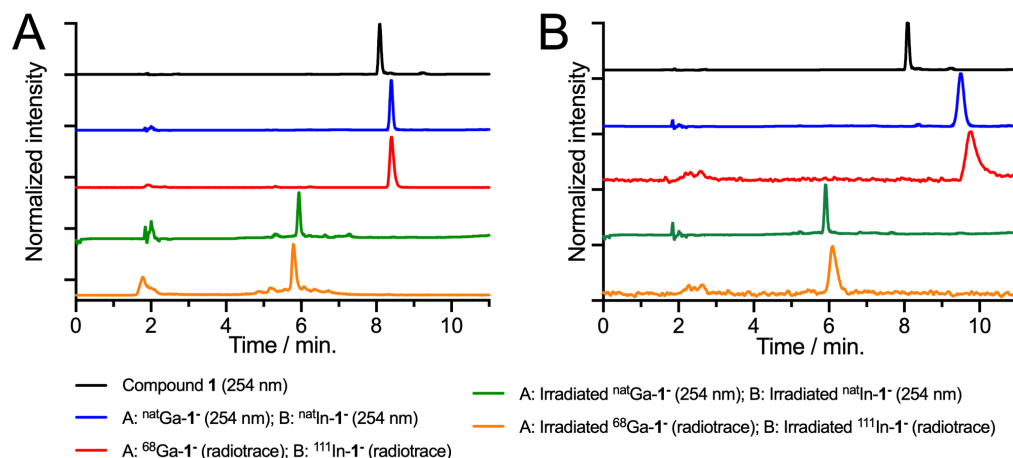 A
B
Normalized intensity
Normalized intensity
0 2 4 6 8 10
0 2 4 6 8 10
Time / min.
Time / min.
Compound 1 (254 nm)
A: natGa-1- (254 nm); B: natIn-1- (254 nm)
A: 68Ga-1- (radiotrace); B: 111In-1- (radiotrace)
A: Irradiated natGa-1- (254 nm); B: Irradiated natIn-1- (254 nm)
A: Irradiated 68Ga-1- (radiotrace); B: Irradiated 111In-1- (radiotrace)